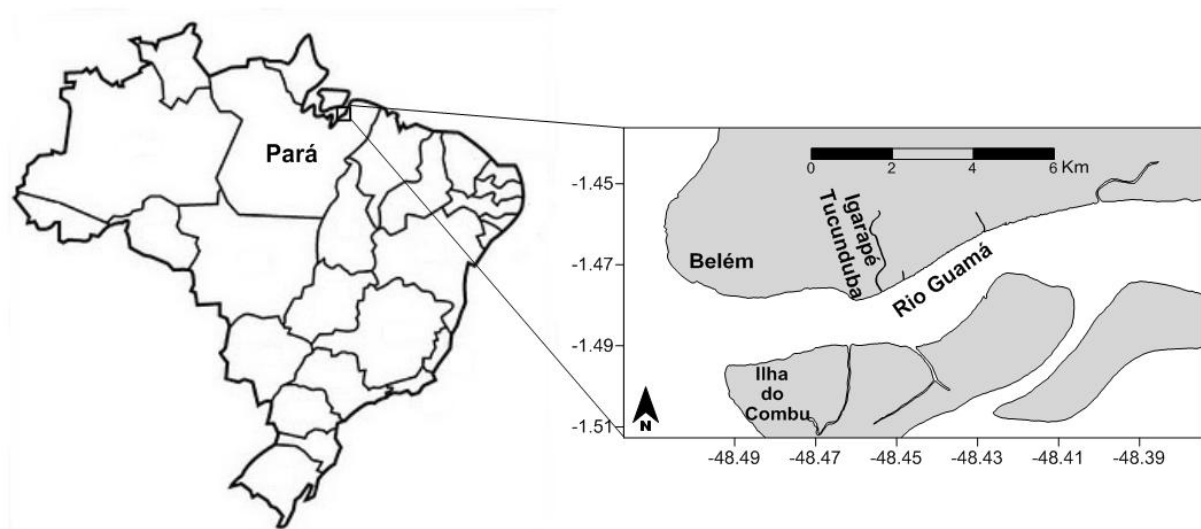 Pará
0 2 4 6 Km
-1.45
-1.47
-1.49
-1.51
Belém
Igarapé
Tucunduba
Rio Guamá
Ilha
do
Combu
N
-48.49 -48.47 -48.45 -48.43 -48.41 -48.39